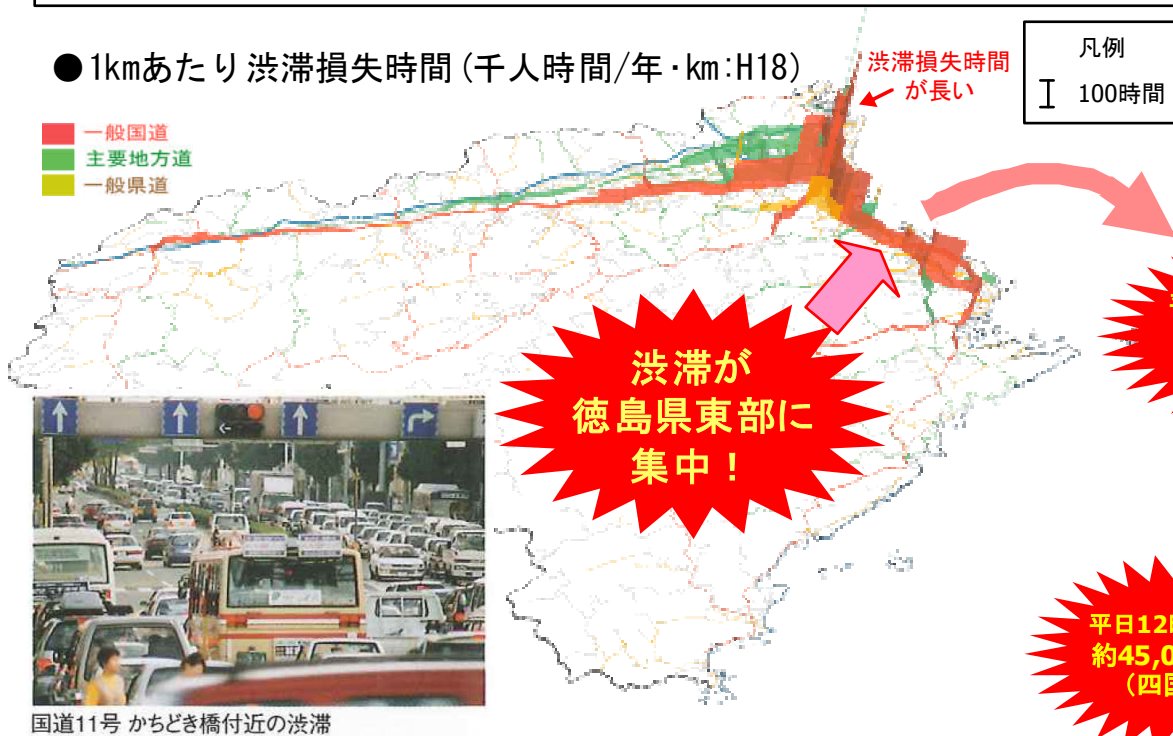 ●1kmあたり渋滞損失時間(千人時間/年・km:H18)
渋滞損失時間
が長い
凡例
100時間
一般国道
主要地方道
一般県道
渋滞が
徳島県東部に
集中！
平日12
約45,0
（四国
国道11号 かちどき橋付近の渋滞